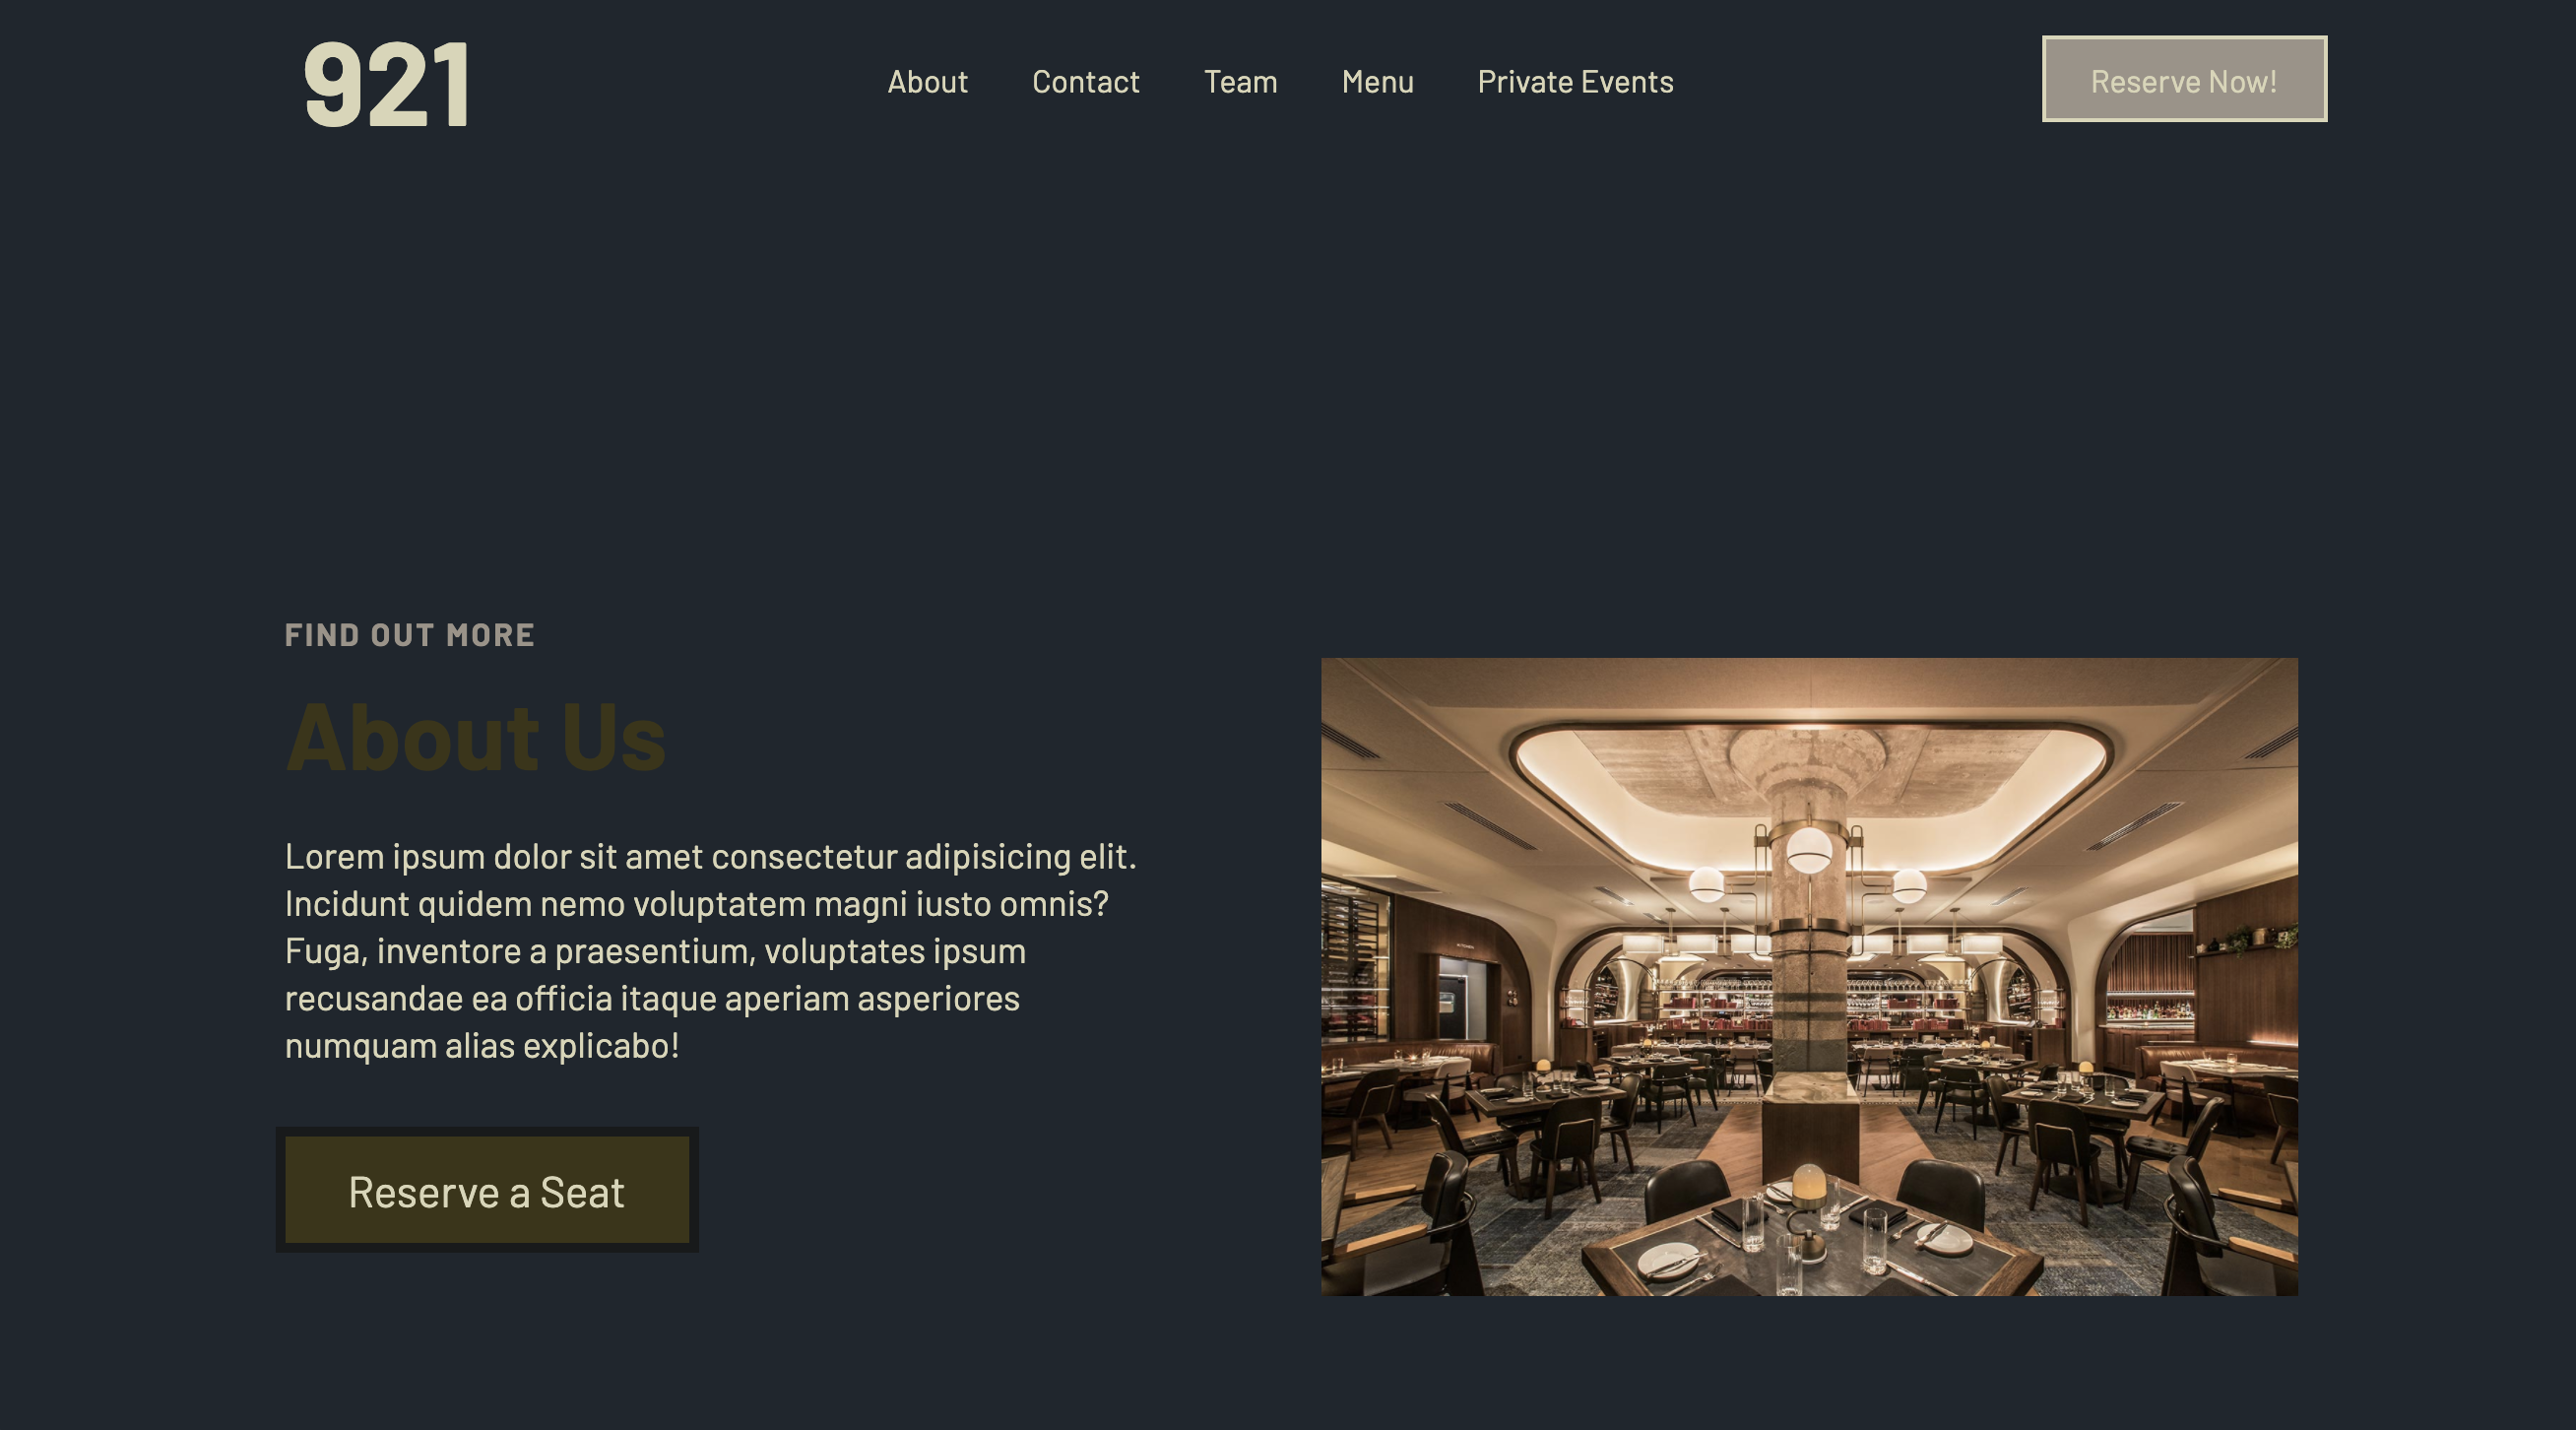 921
About
Contact
Team
Menu
Private Events
Reserve Now!
FIND OUT MORE
About Us
Lorem ipsum dolor sit amet consectetur adipisicing elit.
Incidunt quidem nemo voluptatem magni iusto omnis?
Fuga, inventore a praesentium, voluptates ipsum
recusandae ea officia itaque aperiam asperiores
numquam alias explicabo!
Reserve a Seat